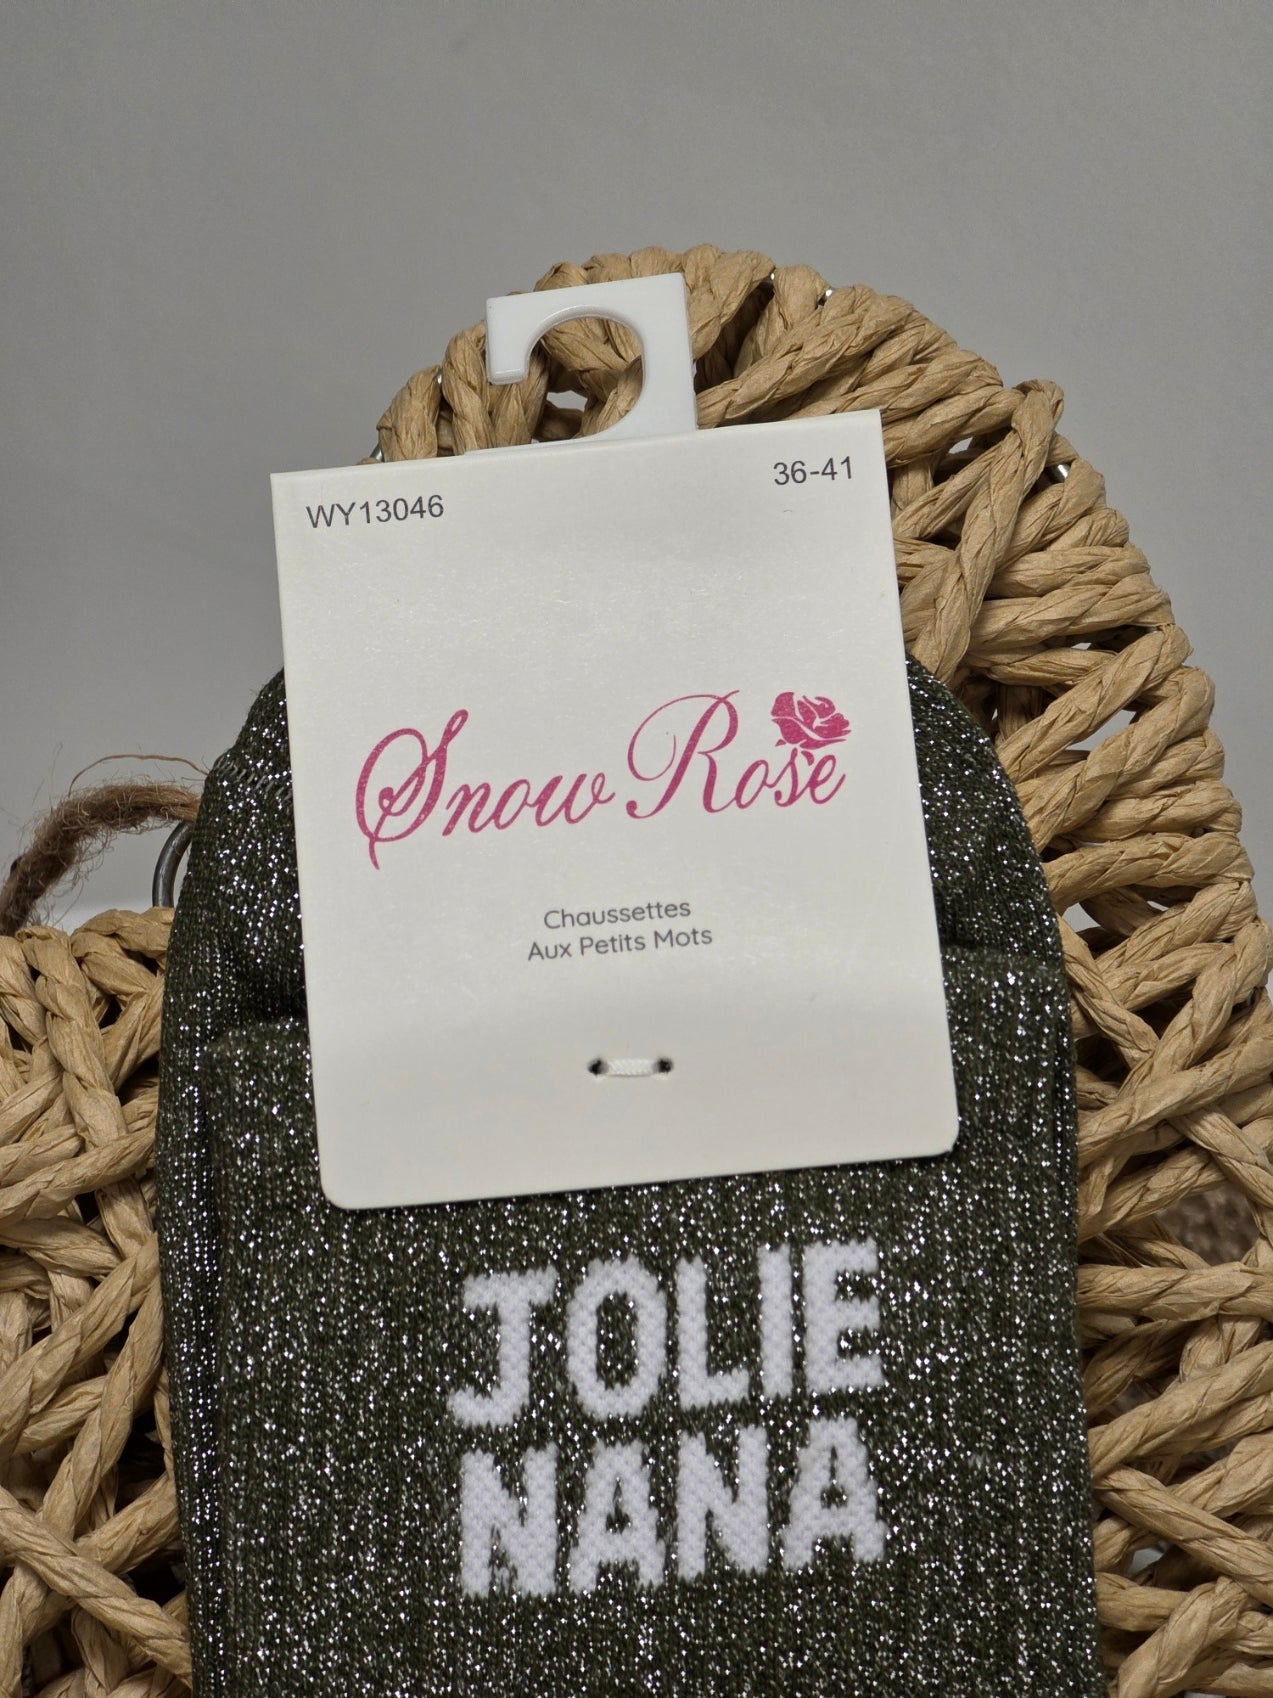 WY13046
36-41
Snow Rose
Chaussettes
Aux Petits Mots
JOLIE
NANA